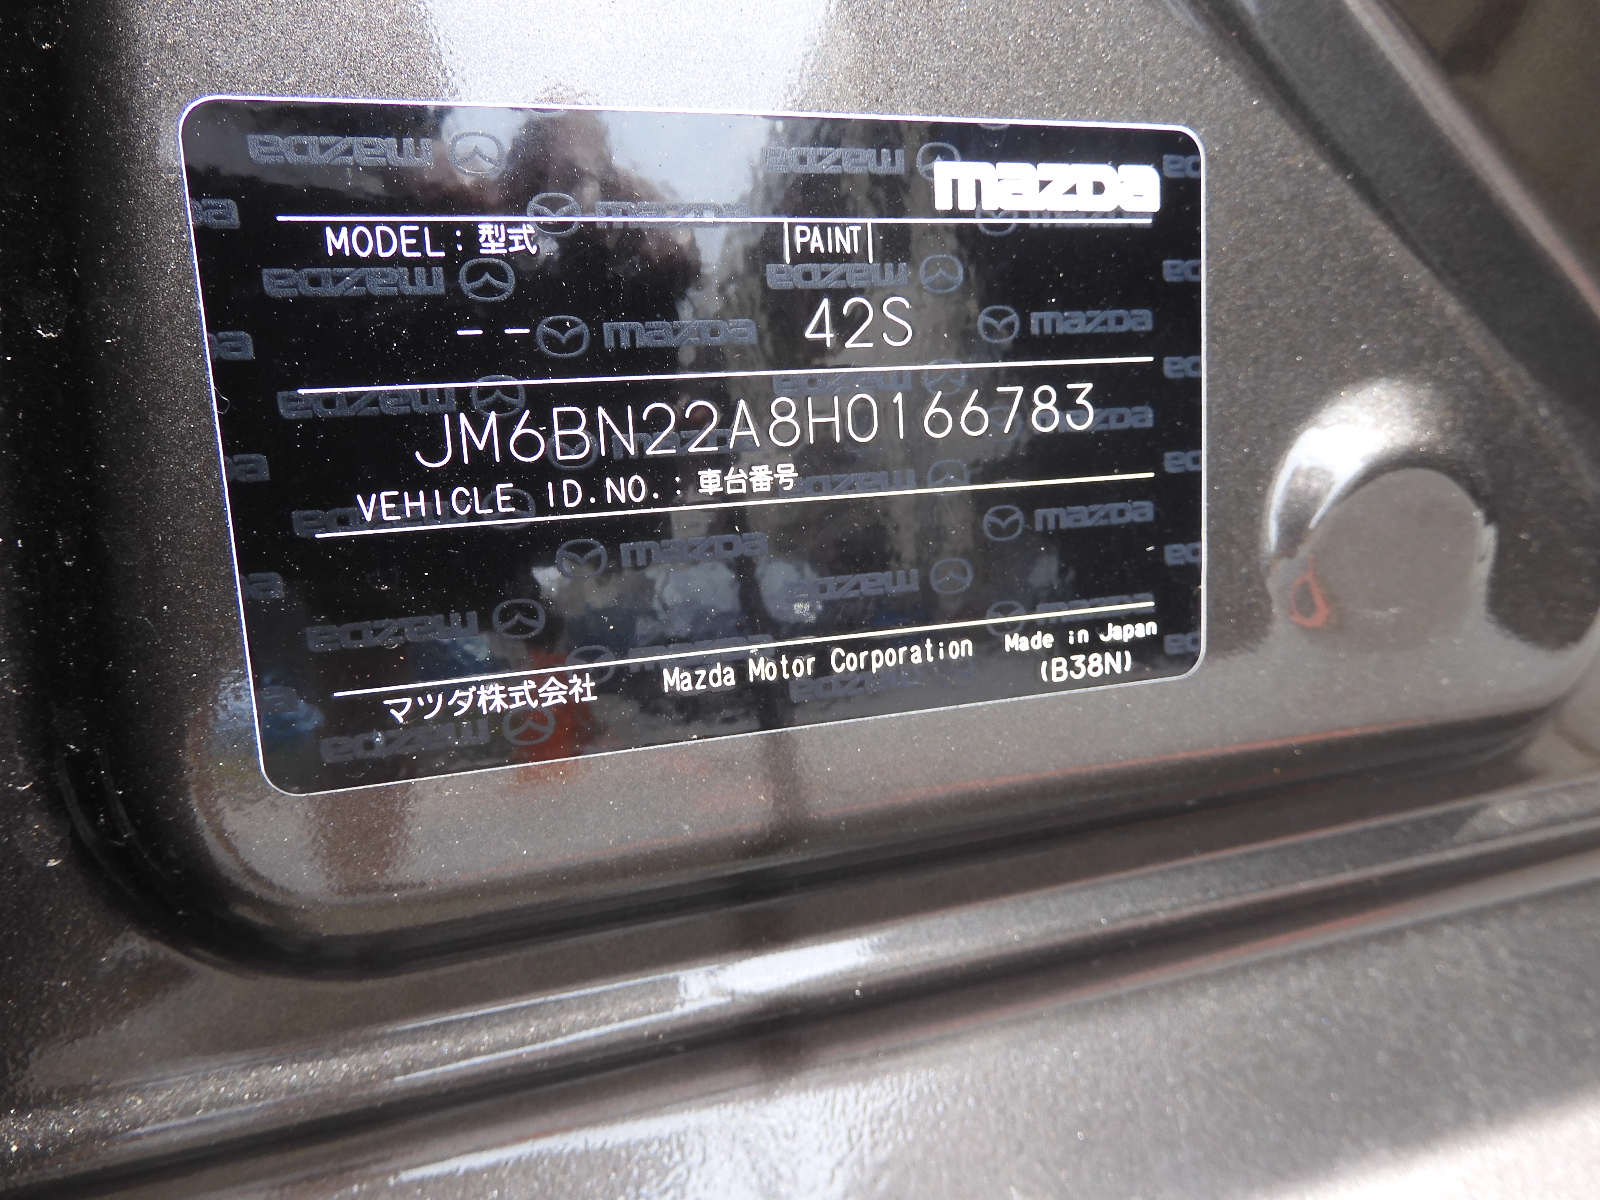 mazda
MODEL : 型式 PAINT
-- 42S
JM6BN22A8H0166783
VEHICLE ID.NO. : 車台番号
マツダ株式会社 Mazda Motor Corporation Made in Japan
(B38N)